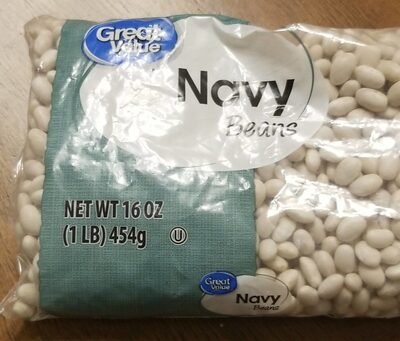 Great
Value
Navy
Beans
NET WT 16 OZ
(1 LB) 454g
U
Great
Value
Navy
Beans